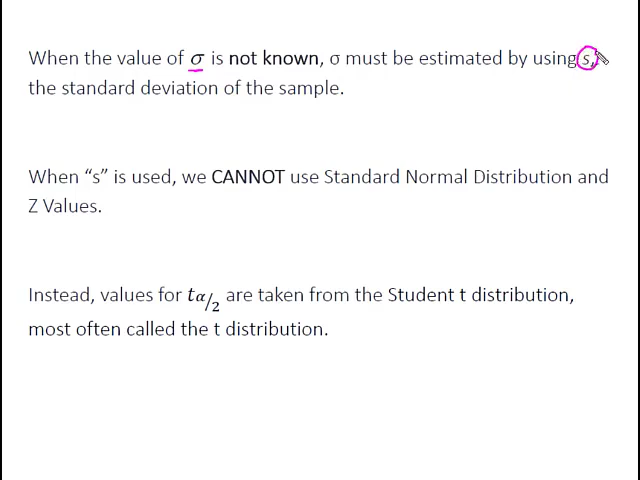 When the value of σ is not known, σ must be estimated by using s,
the standard deviation of the sample.
When “s” is used, we CANNOT use Standard Normal Distribution and
Z Values.
Instead, values for tα/2 are taken from the Student t distribution,
most often called the t distribution.